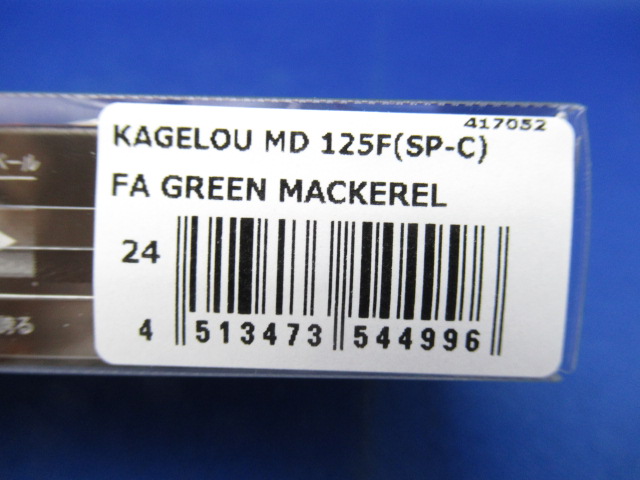 417052
KAGELOU MD 125F(SP-C)
FA GREEN MACKEREL
24
4 513473 544996